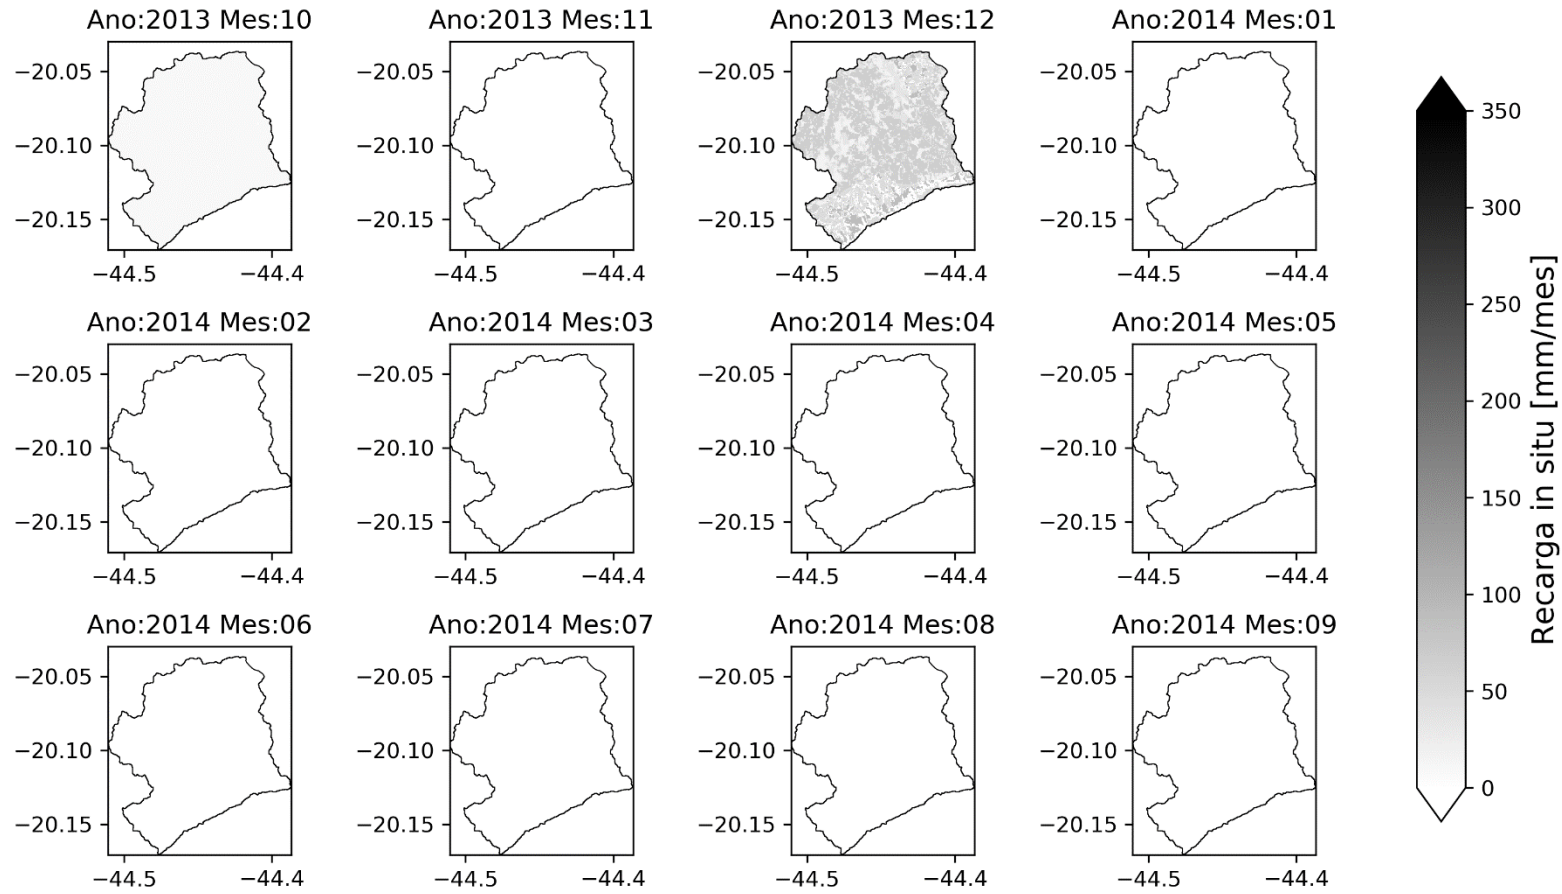 Ano:2013 Mes:10 Ano:2013 Mes:11 Ano:2013 Mes:12 Ano:2014 Mes:01
−20.05 −20.05 −20.05 −20.05
−20.10 −20.10 −20.10 −20.10
−20.15 −20.15 −20.15 −20.15
−44.5 −44.4 −44.5 −44.4 −44.5 −44.4 −44.5 −44.4
Ano:2014 Mes:02 Ano:2014 Mes:03 Ano:2014 Mes:04 Ano:2014 Mes:05
−20.05 −20.05 −20.05 −20.05
−20.10 −20.10 −20.10 −20.10
−20.15 −20.15 −20.15 −20.15
−44.5 −44.4 −44.5 −44.4 −44.5 −44.4 −44.5 −44.4
Ano:2014 Mes:06 Ano:2014 Mes:07 Ano:2014 Mes:08 Ano:2014 Mes:09
−20.05 −20.05 −20.05 −20.05
−20.10 −20.10 −20.10 −20.10
−20.15 −20.15 −20.15 −20.15
−44.5 −44.4 −44.5 −44.4 −44.5 −44.4 −44.5 −44.4
350
300
250
200
150
100
50
0
Recarga in situ [mm/mes]